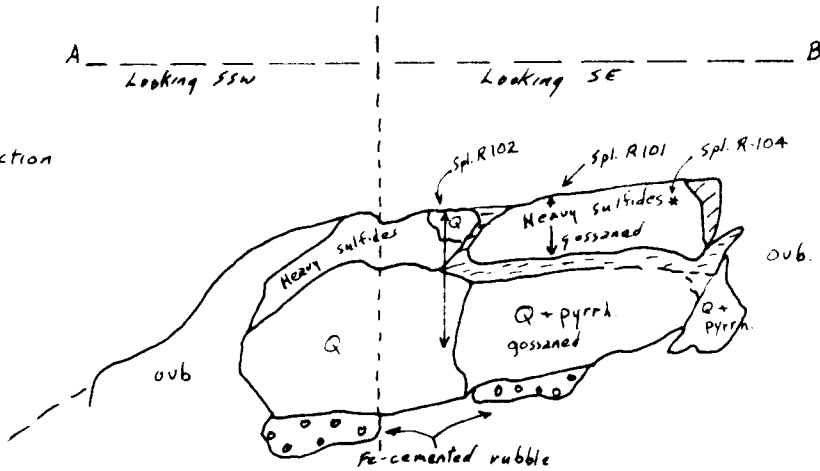 A B
Looking SSW Looking SE
ction
Spl. R102
Spl. R101
Spl. R-104
Q
Heavy sulfides
Heavy sulfides *
gossaned
ovb.
Q
Q + pyrrh.
gossaned
Q +
pyrrh.
ovb
Fe-cemented rubble